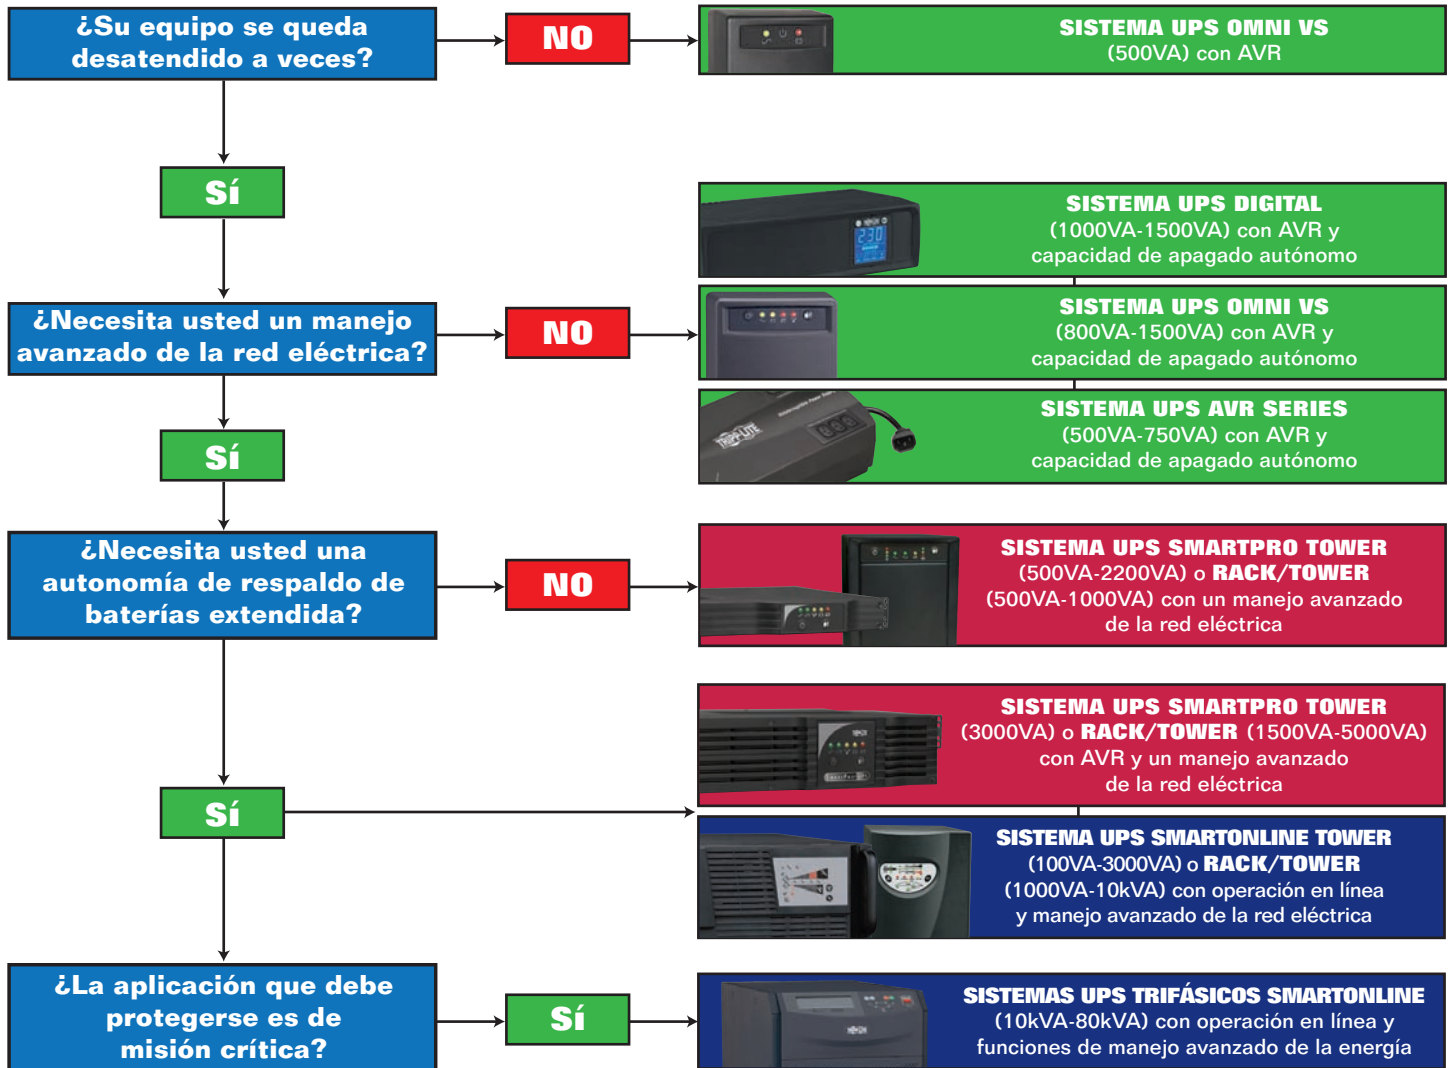 ¿Su equipo se queda
desatendido a veces?
NO
SISTEMA UPS OMNI VS
(500VA) con AVR
Sí
SISTEMA UPS DIGITAL
(1000VA-1500VA) con AVR y
capacidad de apagado autónomo
230
¿Necesita usted un manejo
avanzado de la red eléctrica?
NO
SISTEMA UPS OMNI VS
(800VA-1500VA) con AVR y
capacidad de apagado autónomo
SISTEMA UPS AVR SERIES
(500VA-750VA) con AVR y
capacidad de apagado autónomo
TRIPP·LITE
Sí
¿Necesita usted una
autonomía de respaldo de
baterías extendida?
NO
SISTEMA UPS SMARTPRO TOWER
(500VA-2200VA) o RACK/TOWER
(500VA-1000VA) con un manejo avanzado
de la red eléctrica
SISTEMA UPS SMARTPRO TOWER
(3000VA) o RACK/TOWER (1500VA-5000VA)
con AVR y un manejo avanzado
de la red eléctrica
Sí
SISTEMA UPS SMARTONLINE TOWER
(100VA-3000VA) o RACK/TOWER
(1000VA-10kVA) con operación en línea
y manejo avanzado de la red eléctrica
¿La aplicación que debe
protegerse es de
misión crítica?
Sí
SISTEMAS UPS TRIFÁSICOS SMARTONLINE
(10kVA-80kVA) con operación en línea y
funciones de manejo avanzado de la energía